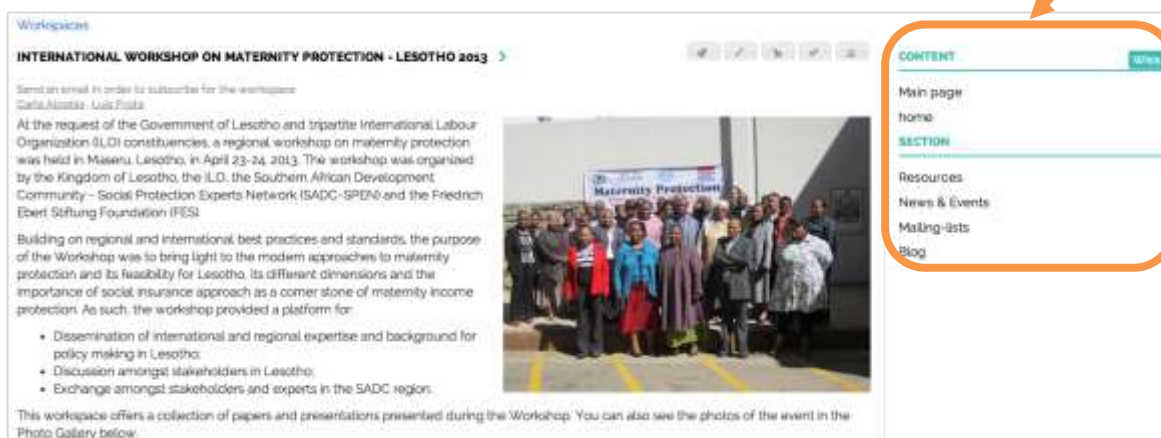 Workspaces
INTERNATIONAL WORKSHOP ON MATERNITY PROTECTION - LESOTHO 2013 >
Send an email in order to subscribe for the workspace
Luis Frota
At the request of the Government of Lesotho and tripartite International Labour
Organization (ILO) constituencies, a regional workshop on maternity protection
was held in Maseru, Lesotho, in April 23-24, 2013. The workshop was organized
by the Kingdom of Lesotho, the ILO, the Southern African Development
Community - Social Protection Experts Network (SADC-SPEN) and the Friedrich
Ebert Stiftung Foundation (FES)
Building on regional and international best practices and standards, the purpose
of the Workshop was to bring light to the modern approaches to maternity
protection and its feasibility for Lesotho, its different dimensions and the
importance of social insurance approach as a corner stone of maternity income
protection. As such, the workshop provided a platform for:
• Dissemination of international and regional expertise and background for
policy making in Lesotho;
• Discussion amongst stakeholders in Lesotho;
• Exchange amongst stakeholders and experts in the SADC region.
This workspace offers a collection of papers and presentations presented during the Workshop. You can also see the photos of the event in the
Photo Gallery below.
Maternity Protection
CONTENT
Main page
home
SECTION
Resources
News & Events
Mailing-lists
Blog